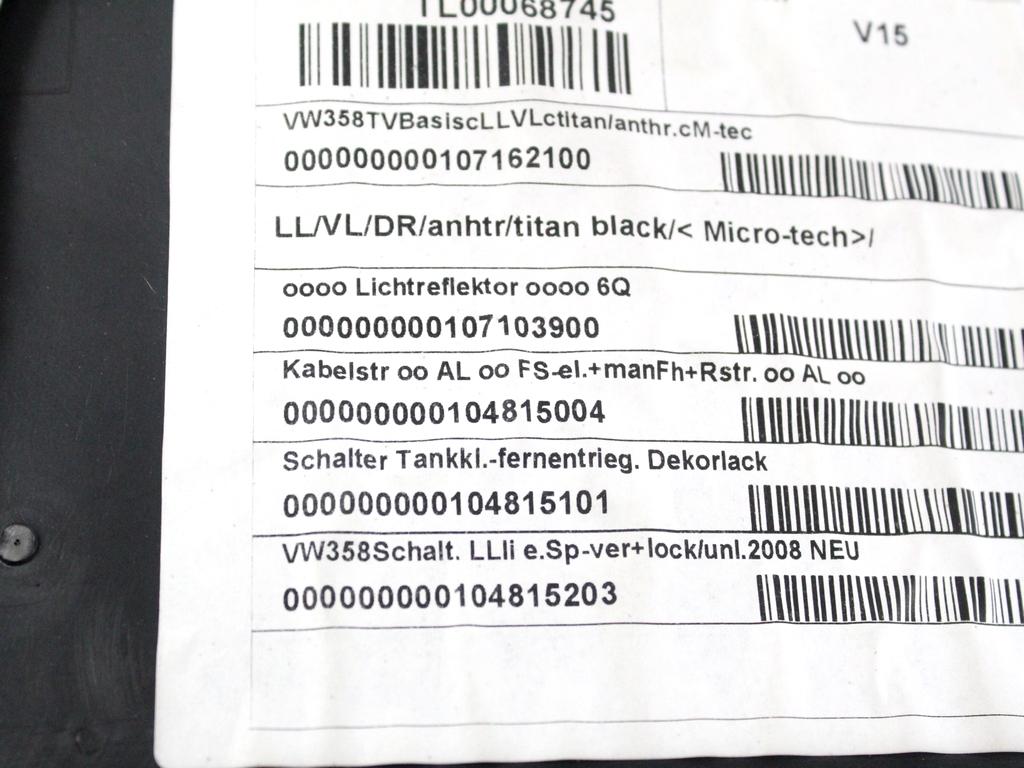 TL00068745
V15
VW358TVBasiscLLVLctitan/anthr.cM-tec
000000000107162100
LL/VL/DR/anhtr/titan black/< Micro-tech>/
oooo Lichtreflektor oooo 6Q
000000000107103900
Kabelstr oo AL oo FS-el.+manFh+Rstr. oo AL oo
000000000104815004
Schalter Tankkl.-fernentrieg. Dekorlack
000000000104815101
VW358Schalt. LLli e.Sp-ver+lock/unl.2008 NEU
000000000104815203